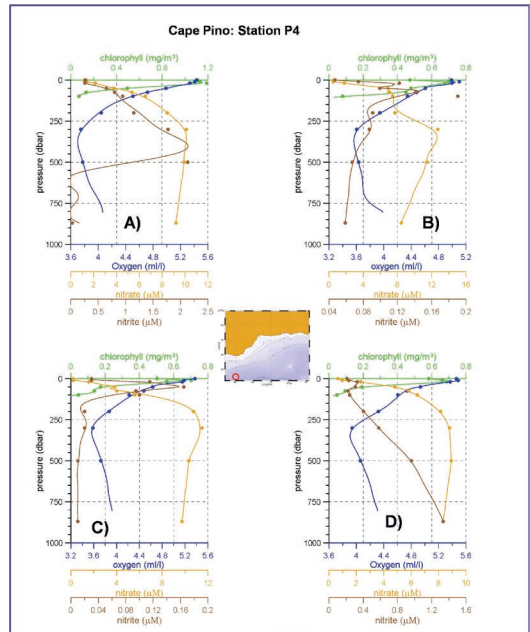 Cape Pino: Station P4
chlorophyll (mg/m³)
0 0.4 0.8 1.2
0
250
500
750
1000
pressure (dbar)
A)
3.6 4 4.4 4.8 5.2 5.6
Oxygen (ml/l)
0 2 4 6 8 10 12
nitrate (µM)
0 0.5 1 1.5 2 2.5
nitrite (µM)
chlorophyll (mg/m³)
0 0.2 0.4 0.6 0.8
0
250
500
750
1000
pressure (dbar)
B)
3.2 3.6 4 4.4 4.8 5.2
oxygen (ml/l)
0 4 8 12 16
nitrate (µM)
0.04 0.08 0.12 0.16 0.2
nitrite (µM)
chlorophyll (mg/m³)
0 0.2 0.4 0.6 0.8
0
250
500
750
1000
pressure (dbar)
C)
3.2 3.6 4 4.4 4.8 5.2 5.6
oxygen (ml/l)
0 4 8 12
nitrate (µM)
0 0.04 0.08 0.12 0.16 0.2
nitrite (µM)
chlorophyll (mg/m³)
0 0.2 0.4 0.6 0.8
0
250
500
750
1000
pressure (dbar)
D)
3.6 4 4.4 4.8 5.2 5.6
oxygen (ml/l)
0 2 4 6 8 10
nitrate (µM)
0 0.4 0.8 1.2 1.6
nitrite (µM)